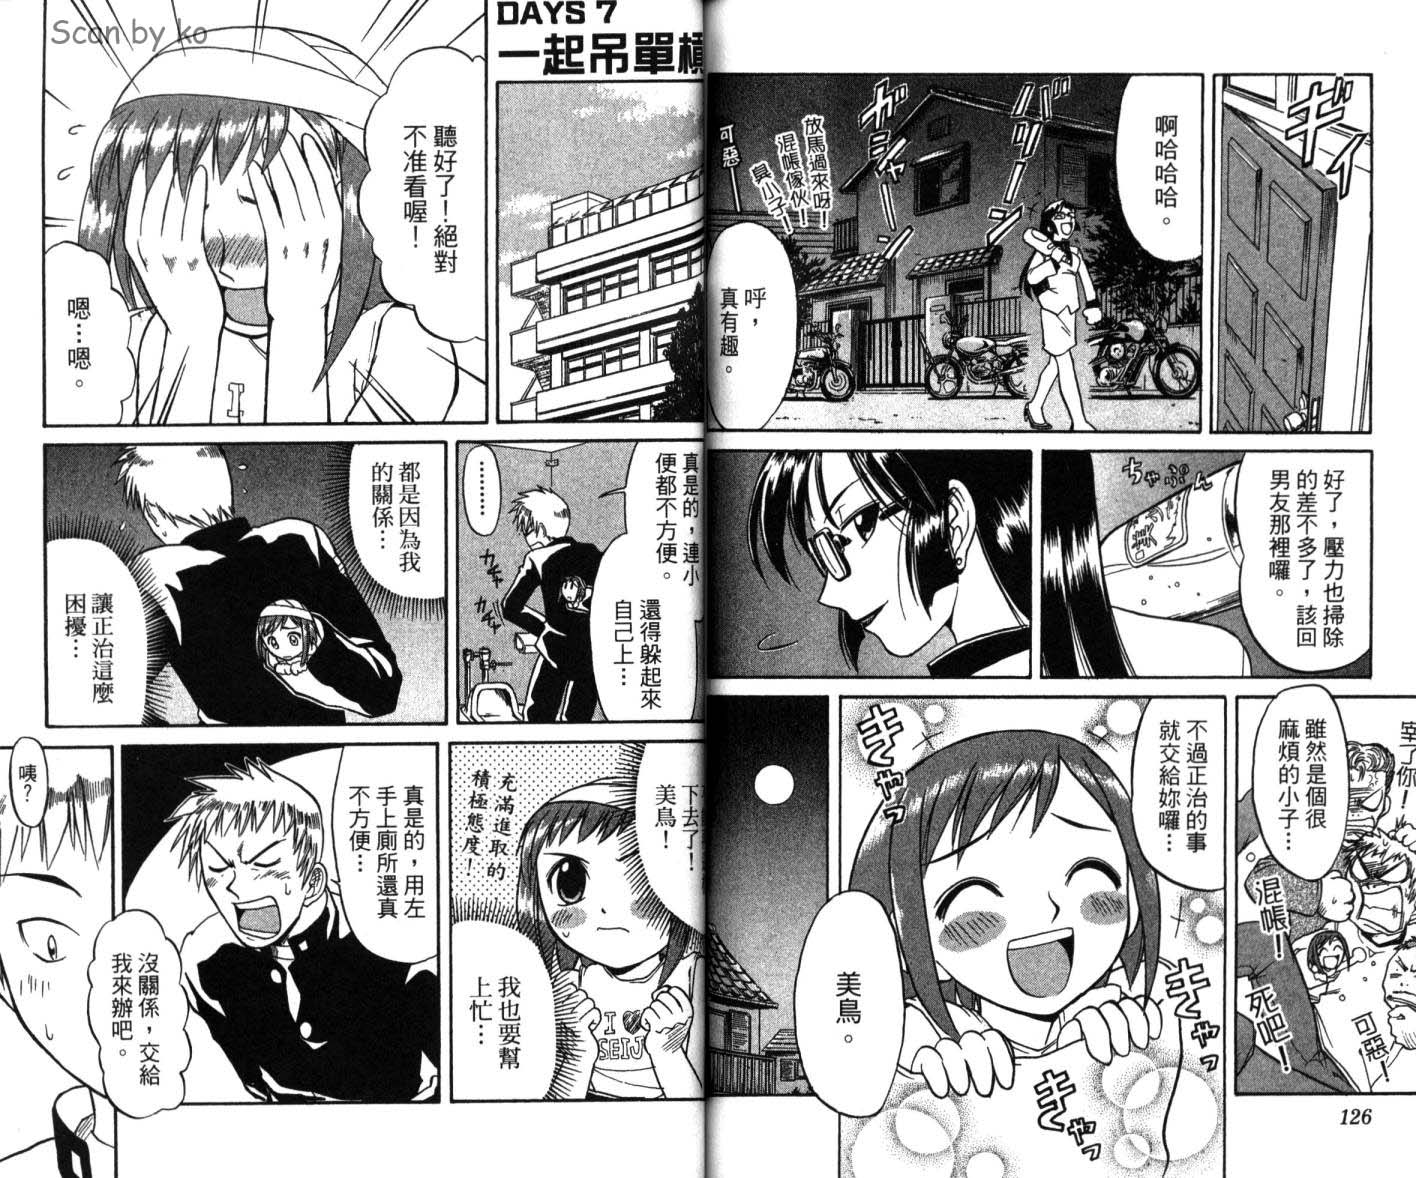 Scan by ko
ギィ
啊哈哈哈。
ガシャーン
バリーン
ガシャーン
放馬過來呀！
混帳傢伙！
臭小子！
可惡
呼，
真有趣。
ちゃぷん
好了，壓力也掃除
的差不多了，該回
男友那裡囉。
宰了你！
雖然是個很
麻煩的小子…
混帳！
死吧！
可惡！
不過正治的事
就交給妳囉…
きゃっ
きゃっ
きゃっ
美鳥。
126
DAYS 7
一起吊單槓
聽好了！絕對
不准看喔！
嗯…嗯。
真是的，連小
便都不方便。
還得躲起來
自己上…
………
カチャ
カチャ
都是因為我
的關係…
讓正治這麼
困擾…
下去了！
美鳥！
充滿進取的
積極態度！
I ♥
SEIJ
我也要幫
上忙…
真是的，用左
手上廁所還真
不方便…
沒關係，交給
我來辦吧。
咦？